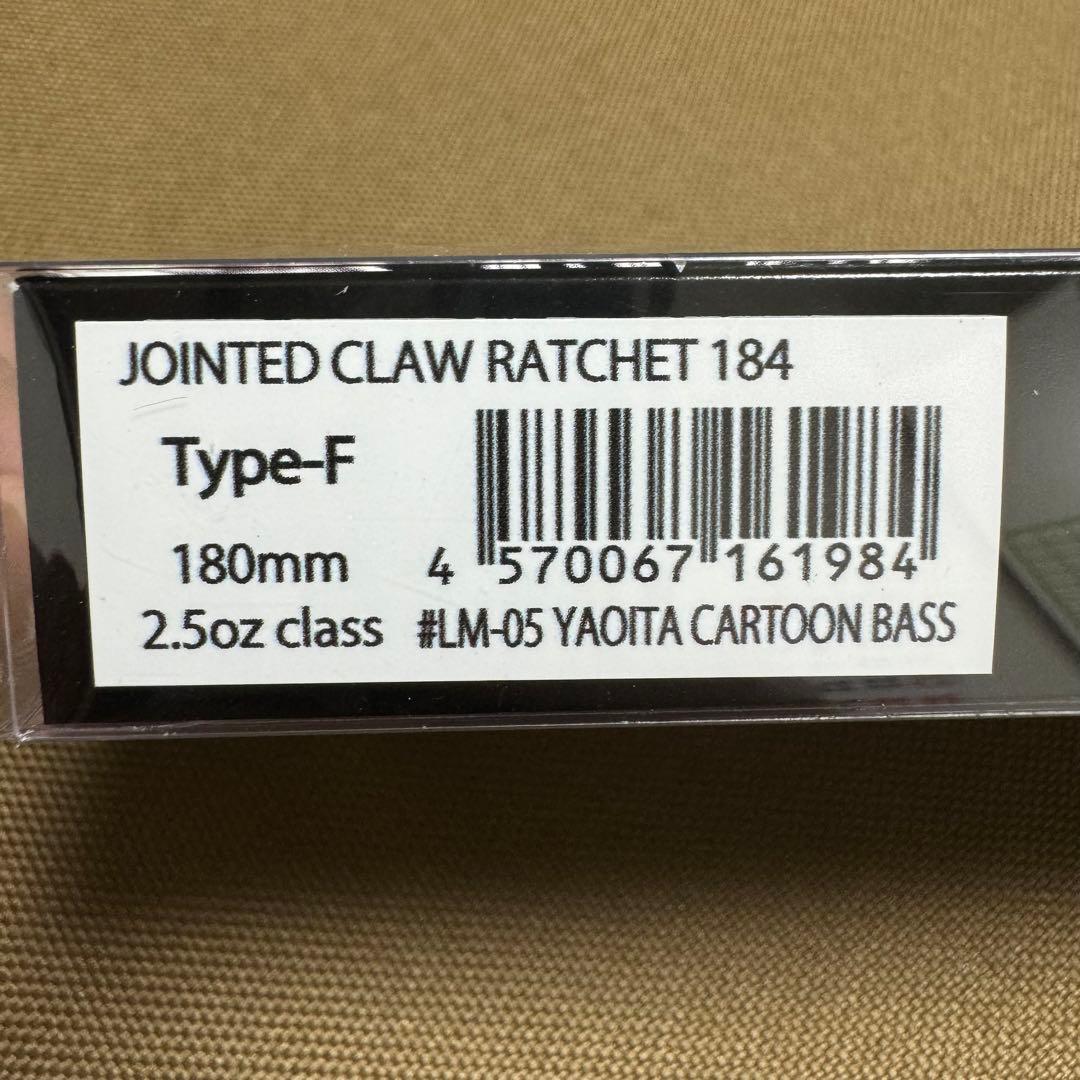 JOINTED CLAW RATCHET 184
Type-F
180mm
2.5oz class
4 570067 161984
#LM-05 YAOITA CARTOON BASS